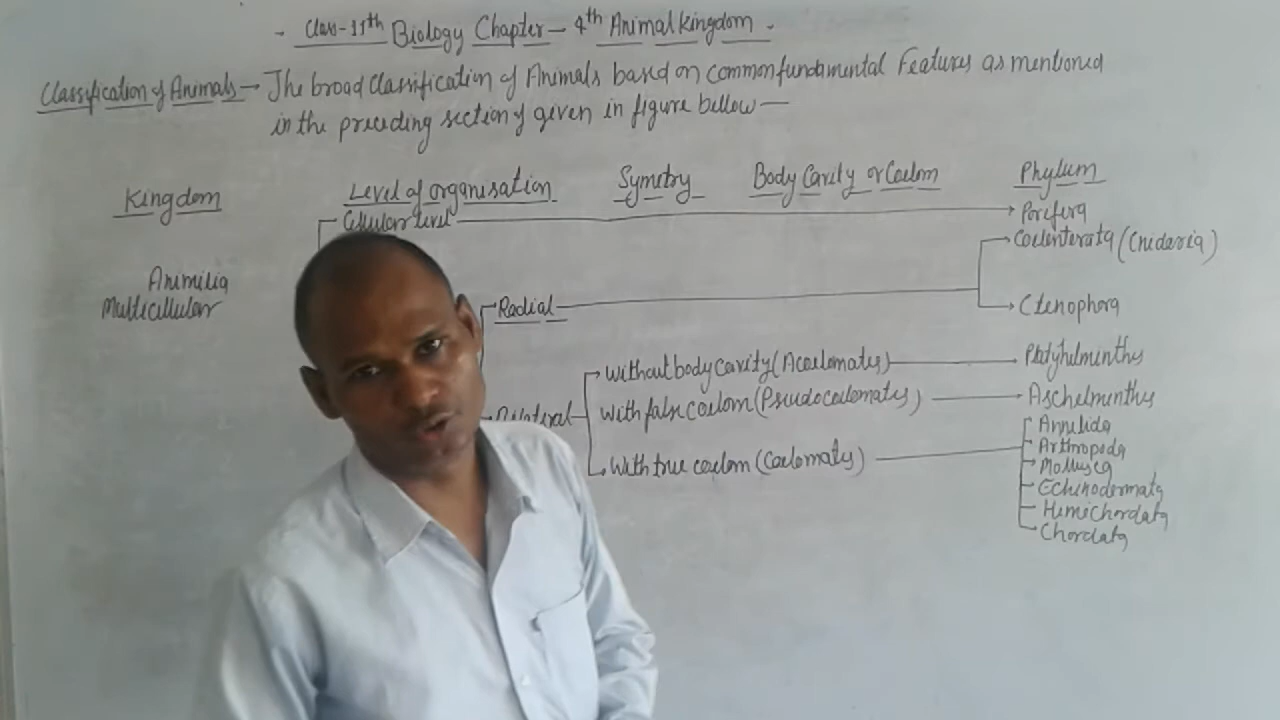 - Class-11th Biology Chapter-4th Animal Kingdom -
Classification of Animals - The broad classification of Animals based on common fundamental Features as mentioned
in the preceding section of given in figure bellow -
Kingdom Level of organisation Symetry Body Cavity or Coelom Phylum
Cellular level Porifera
Coelenterata (Cnidaria)
Animilia
Multicellular Radial Ctenophora
without body cavity (Acoelomates) Platyhelminthes
With false coelom (Pseudocoelomates) Aschelminthes
Bilateral Annelida
Arthropoda
With true coelom (Coelomates) Mollusca
Echinodermata
Hemichordata
Chordata